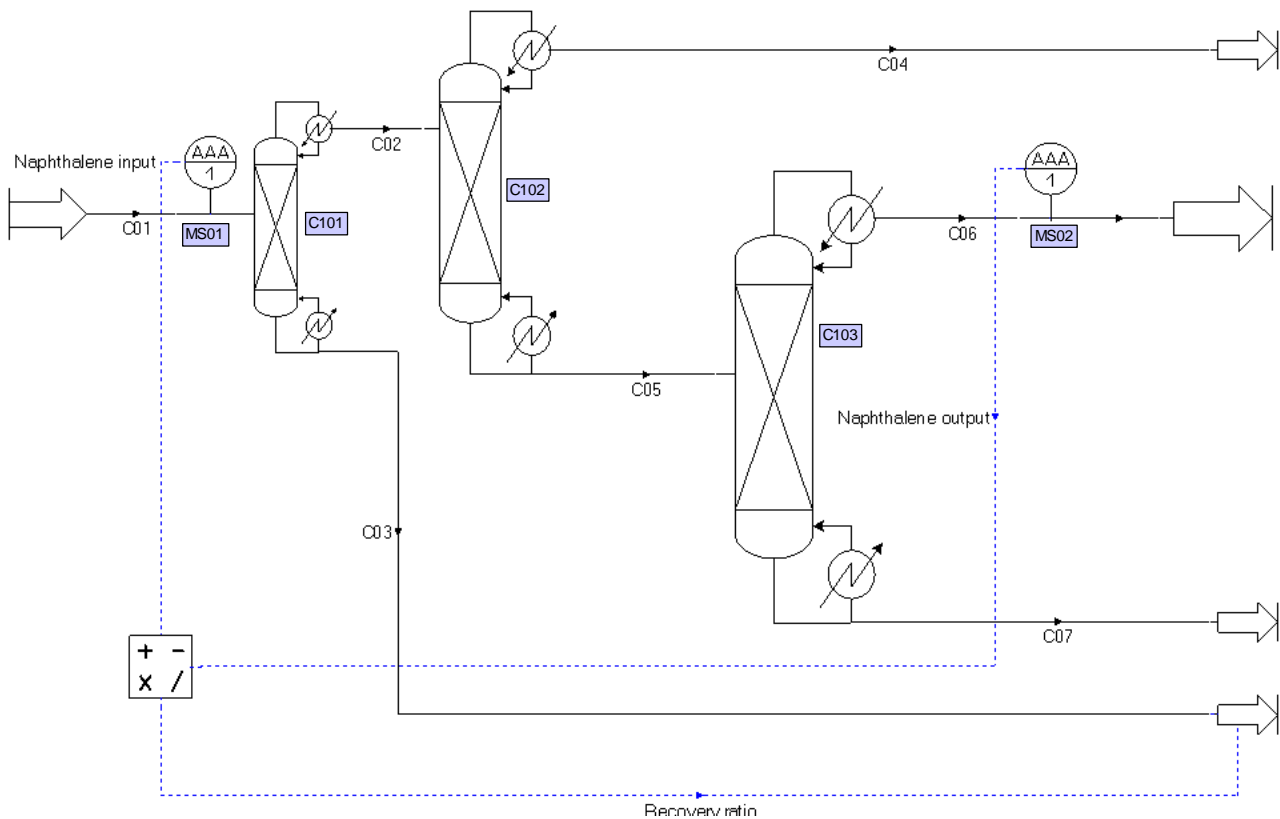 C04
AAA
1
C02
Naphthalene input
AAA
1
C102
C101
C01
MS01
C06
MS02
C103
C05
Naphthalene output
C03
C07
+ -
x /
Recovery ratio